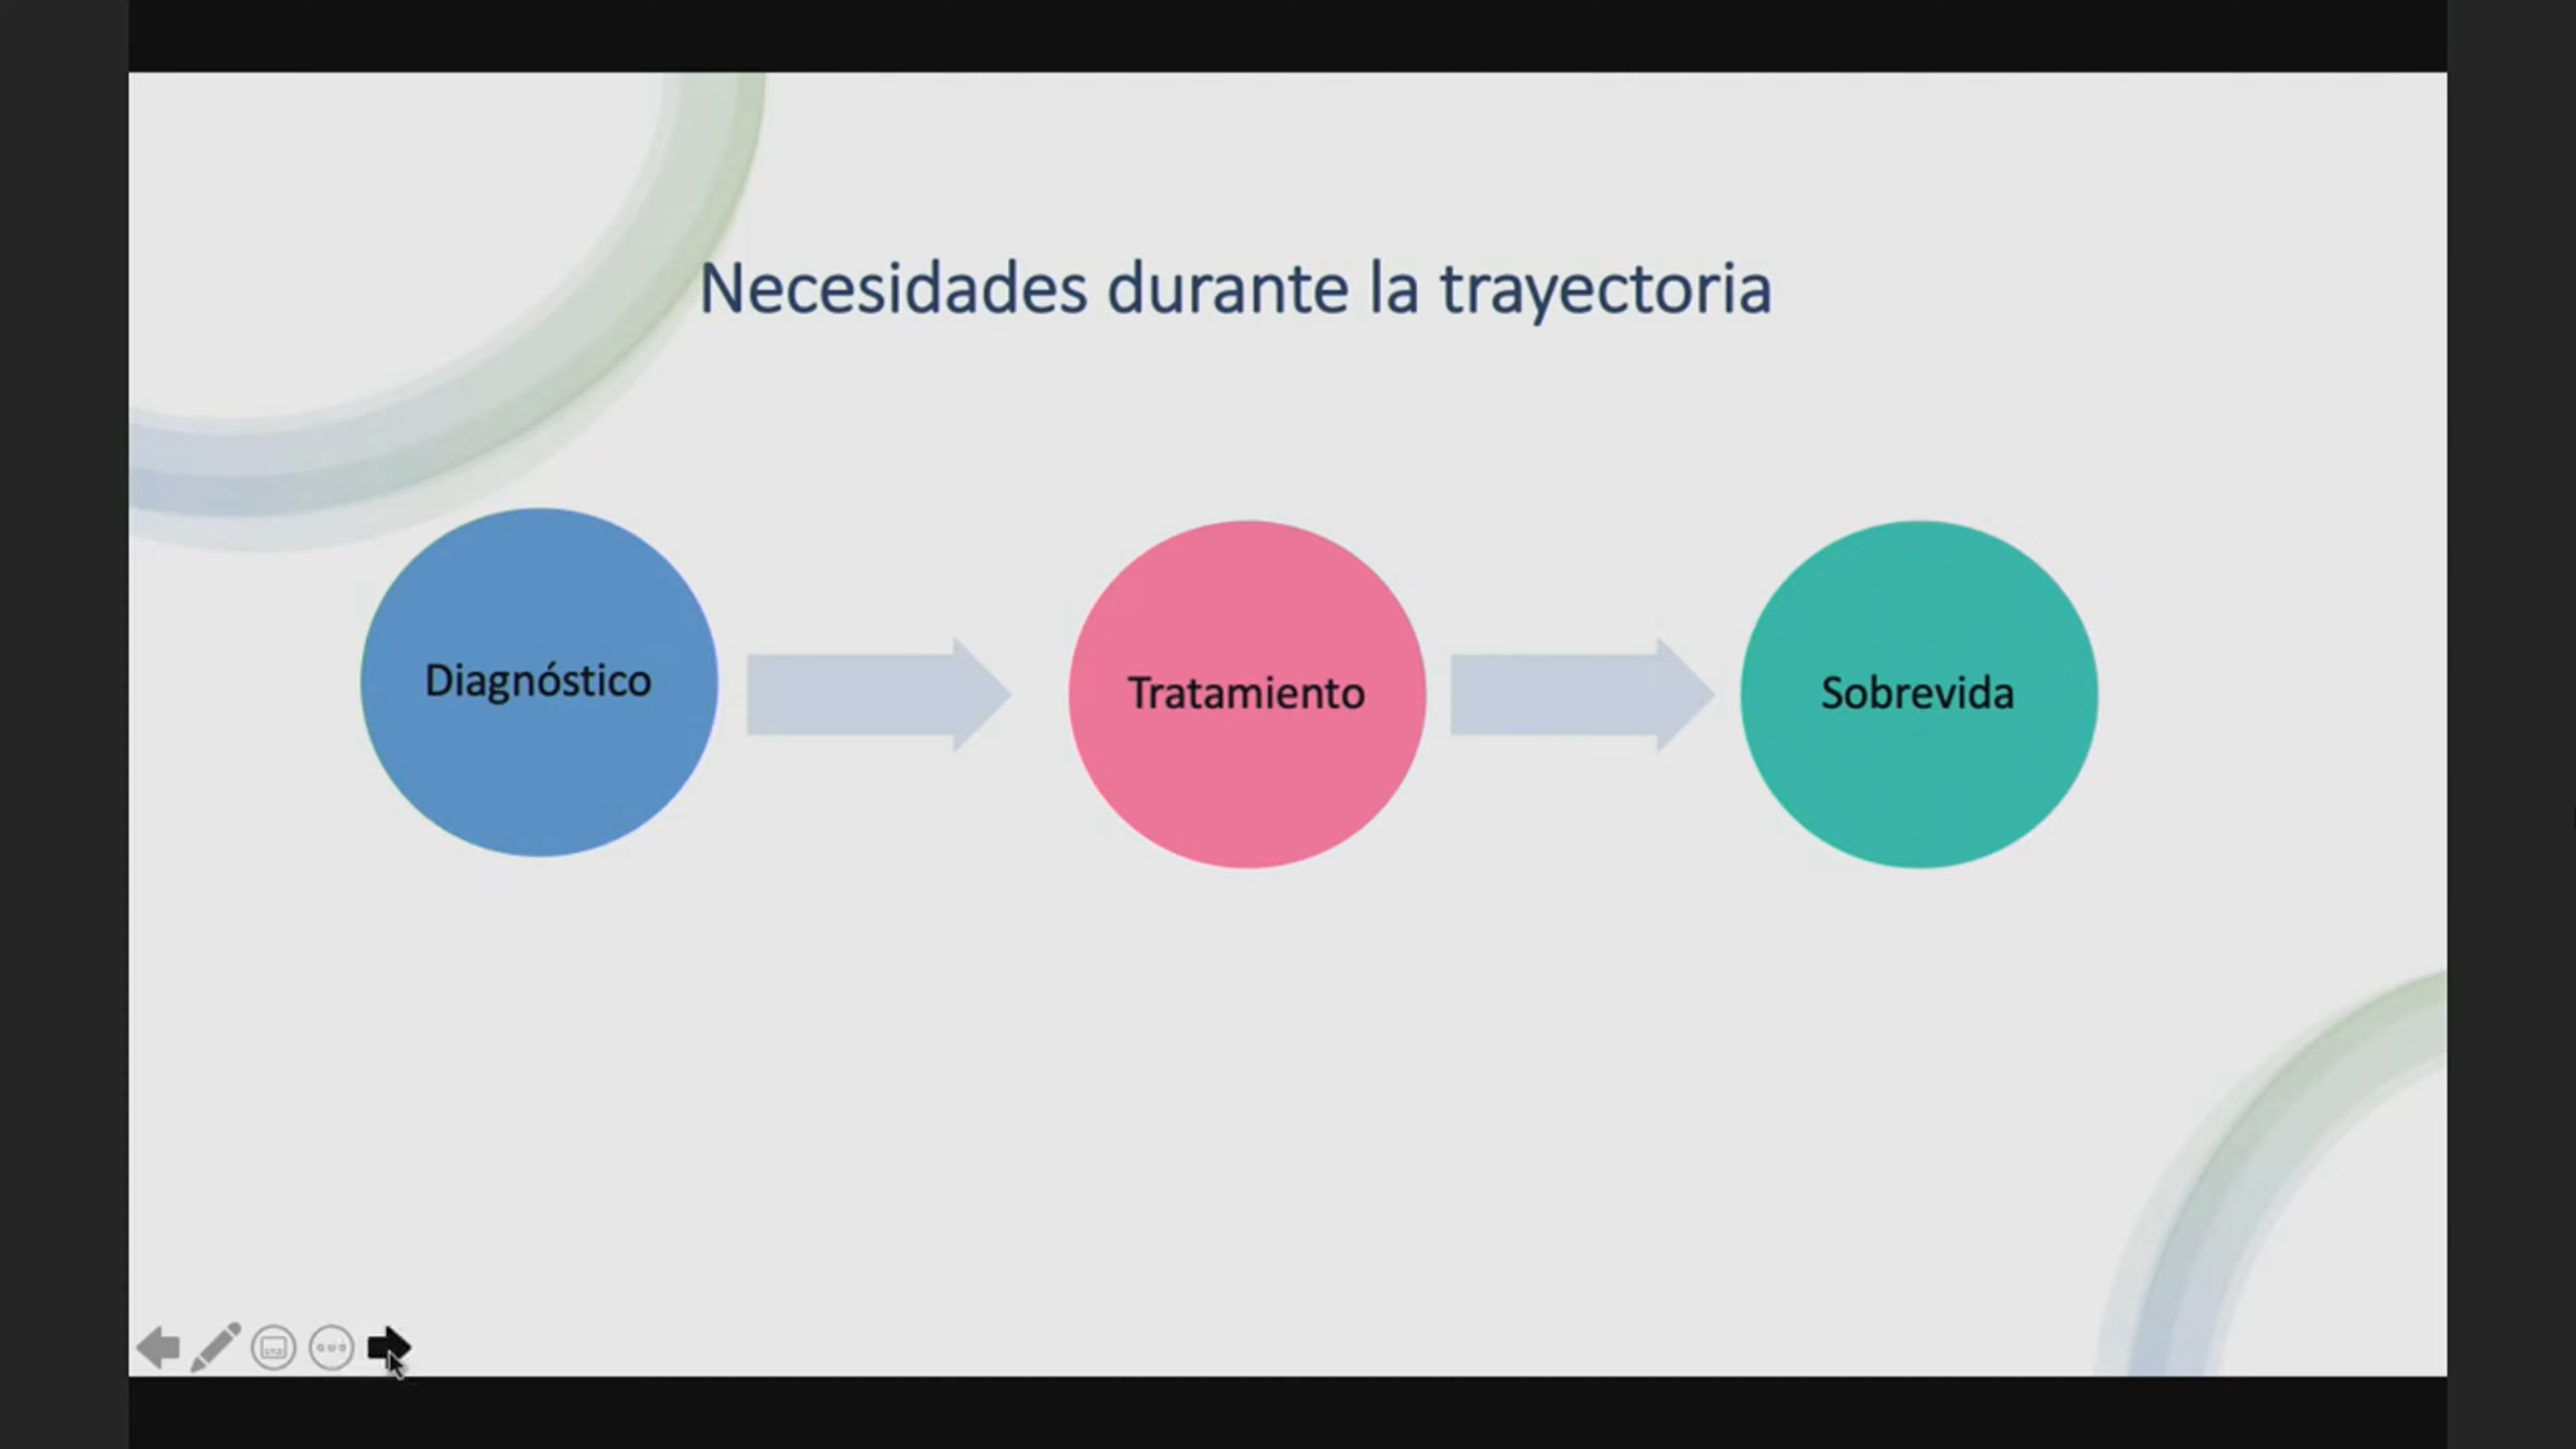 Necesidades durante la trayectoria
Diagnóstico
Tratamiento
Sobrevida